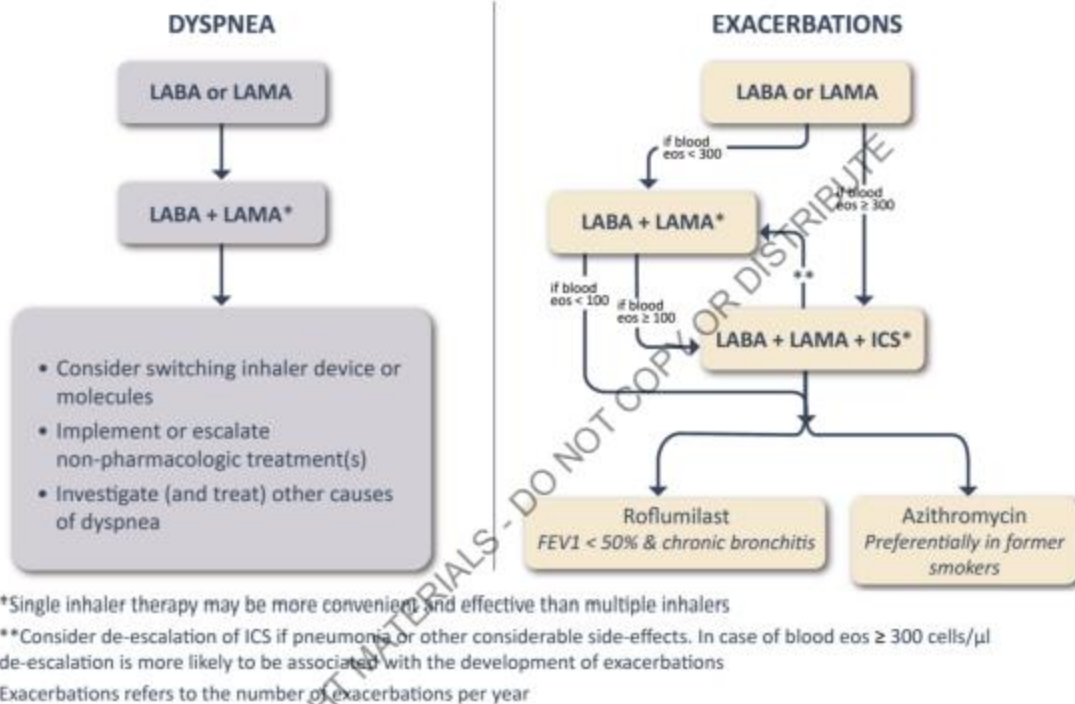 DYSPNEA
LABA or LAMA
LABA + LAMA*
• Consider switching inhaler device or
molecules
• Implement or escalate
non-pharmacologic treatment(s)
• Investigate (and treat) other causes
of dyspnea
EXACERBATIONS
LABA or LAMA
if blood
eos < 300
if blood
eos ≥ 300
LABA + LAMA*
**
if blood
eos < 100
if blood
eos ≥ 100
LABA + LAMA + ICS*
Roflumilast
FEV1 < 50% & chronic bronchitis
Azithromycin
Preferentially in former
smokers
*Single inhaler therapy may be more convenient and effective than multiple inhalers
**Consider de-escalation of ICS if pneumonia or other considerable side-effects. In case of blood eos ≥ 300 cells/µl
de-escalation is more likely to be associated with the development of exacerbations
Exacerbations refers to the number of exacerbations per year
MATERIALS - DO NOT COPY OR DISTRIBUTE